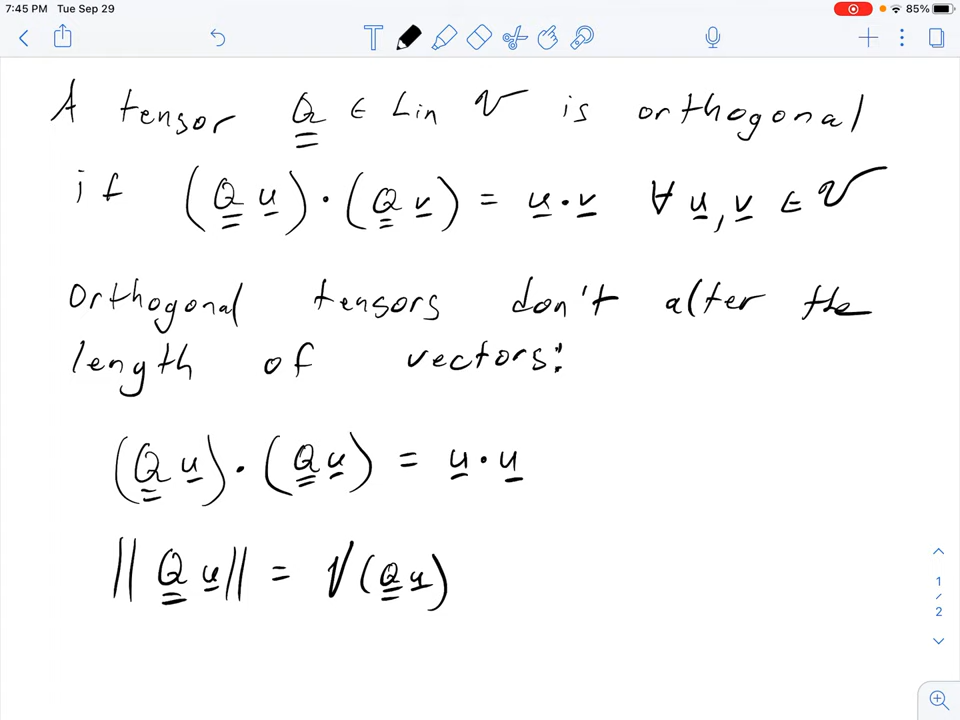 7:45 PM Tue Sep 29
85%
A tensor Q ∈ Lin V is orthogonal
if (Q u) · (Q v) = u · v ∀ u, v ∈ V
Orthogonal tensors don't alter the
length of vectors:
(Q u) · (Q u) = u · u
|| Q u || = √(Q u)
1
/
2